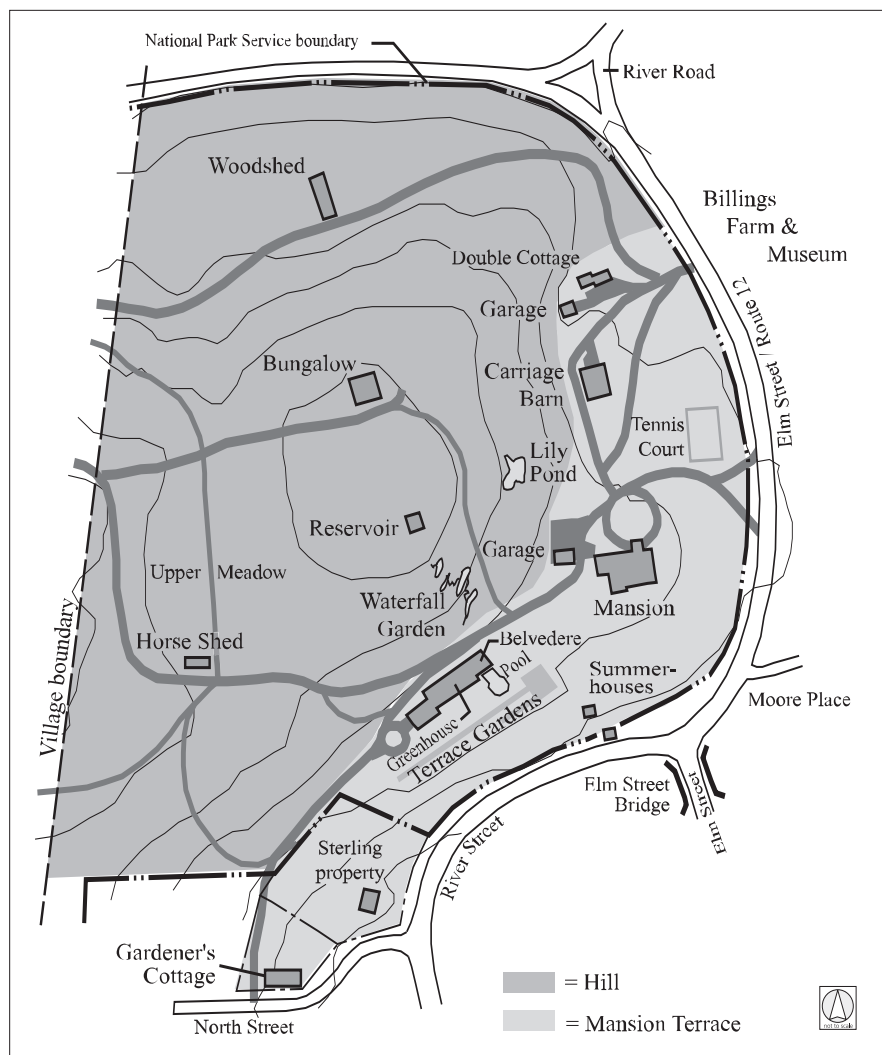 National Park Service boundary
River Road
Woodshed
Billings
Farm &
Museum
Double Cottage
Garage
Elm Street / Route 12
Bungalow
Carriage
Barn
Tennis
Court
Lily
Pond
Reservoir
Garage
Upper Meadow
Waterfall
Garden
Mansion
Village boundary
Horse Shed
Belvedere
Pool
Summer-
houses
Moore Place
Greenhouse
Terrace Gardens
Elm Street
Bridge
Elm Street
River Street
Sterling
property
Gardener's
Cottage
North Street
= Hill
= Mansion Terrace
not to scale